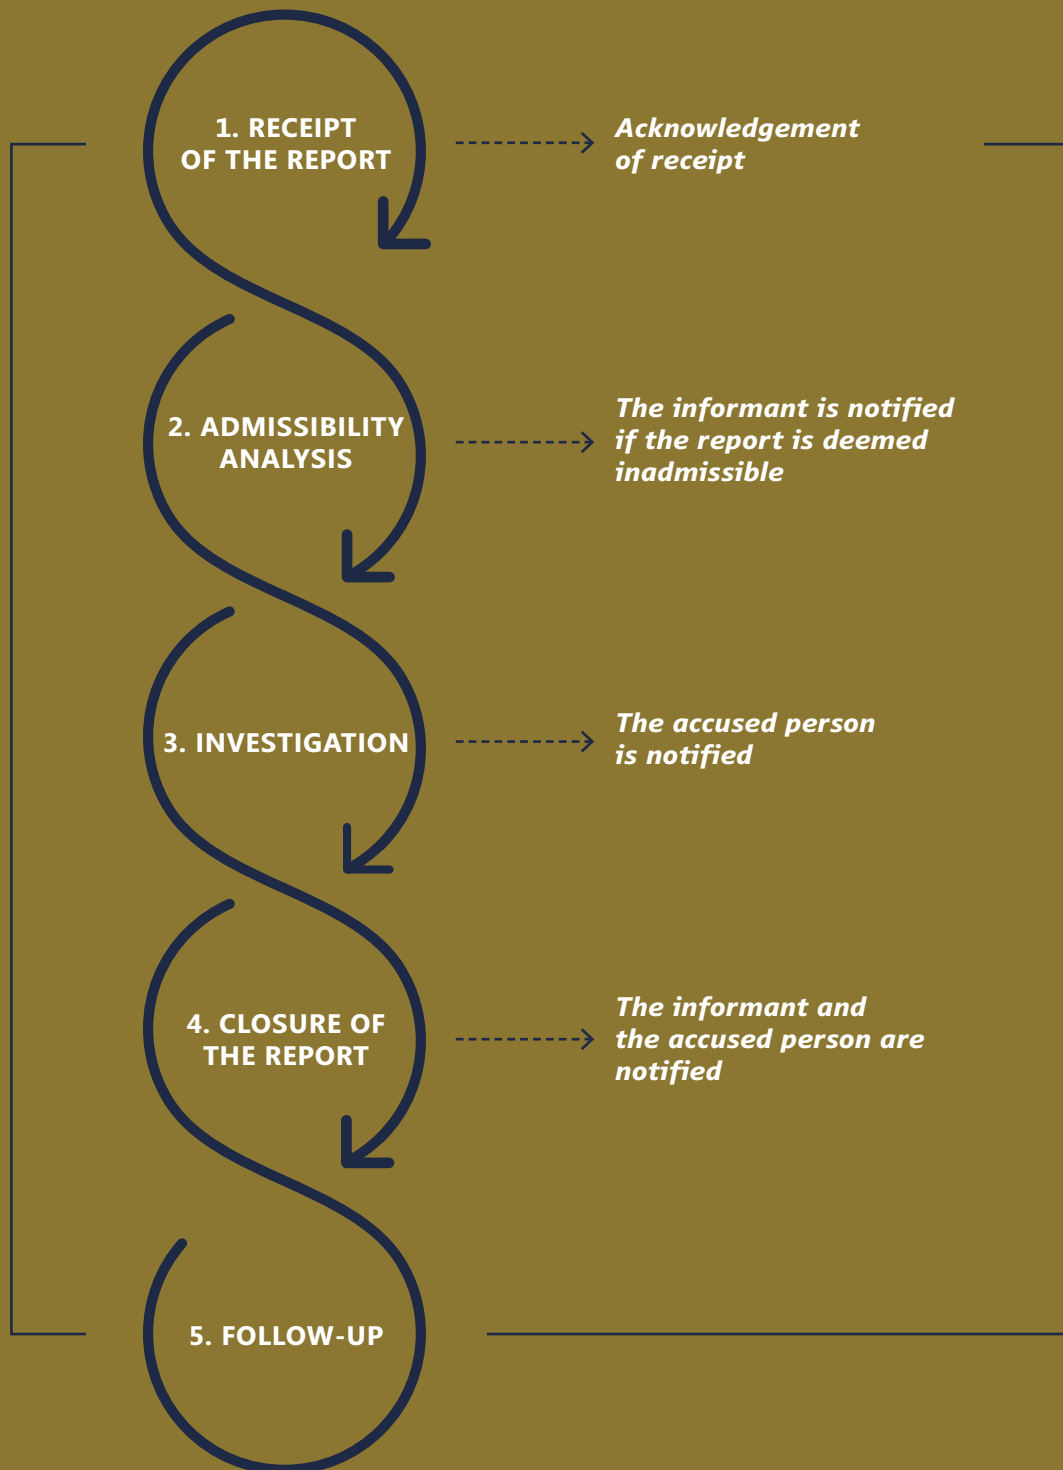 1. RECEIPT
OF THE REPORT
Acknowledgement
of receipt
2. ADMISSIBILITY
ANALYSIS
The informant is notified
if the report is deemed
inadmissible
3. INVESTIGATION
The accused person
is notified
4. CLOSURE OF
THE REPORT
The informant and
the accused person are
notified
5. FOLLOW-UP